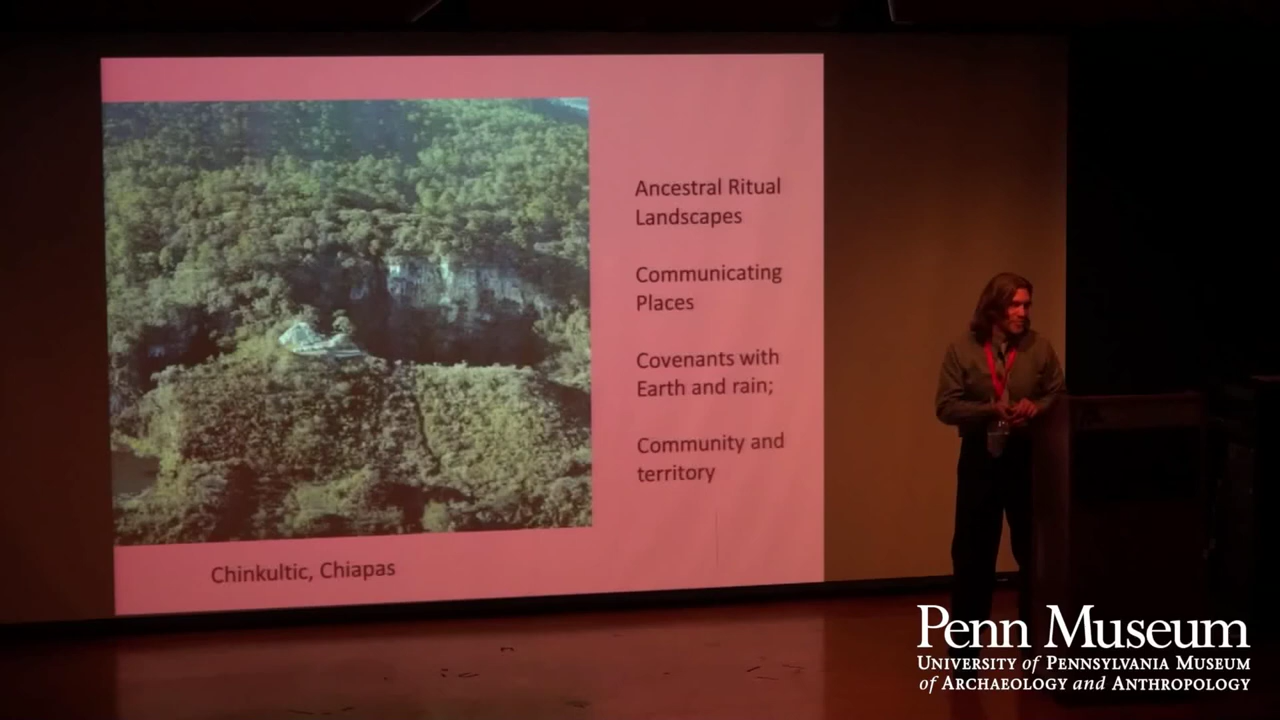 Ancestral Ritual
Landscapes
Communicating
Places
Covenants with
Earth and rain;
Community and
territory
Chinkultic, Chiapas
Penn Museum
UNIVERSITY of PENNSYLVANIA MUSEUM
of ARCHAEOLOGY and ANTHROPOLOGY